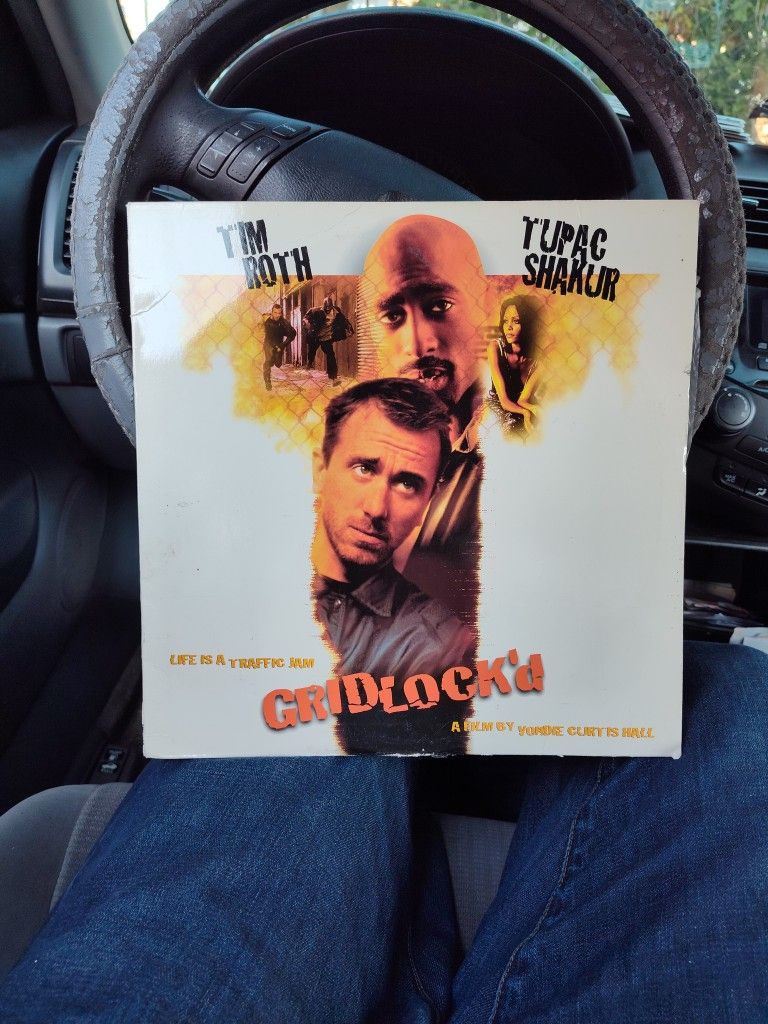 TIM
ROTH
TUPAC
SHAKUR
LIFE IS A TRAFFIC JAM
GRIDLOCK'd
A FILM BY VONDIE CURTIS HALL